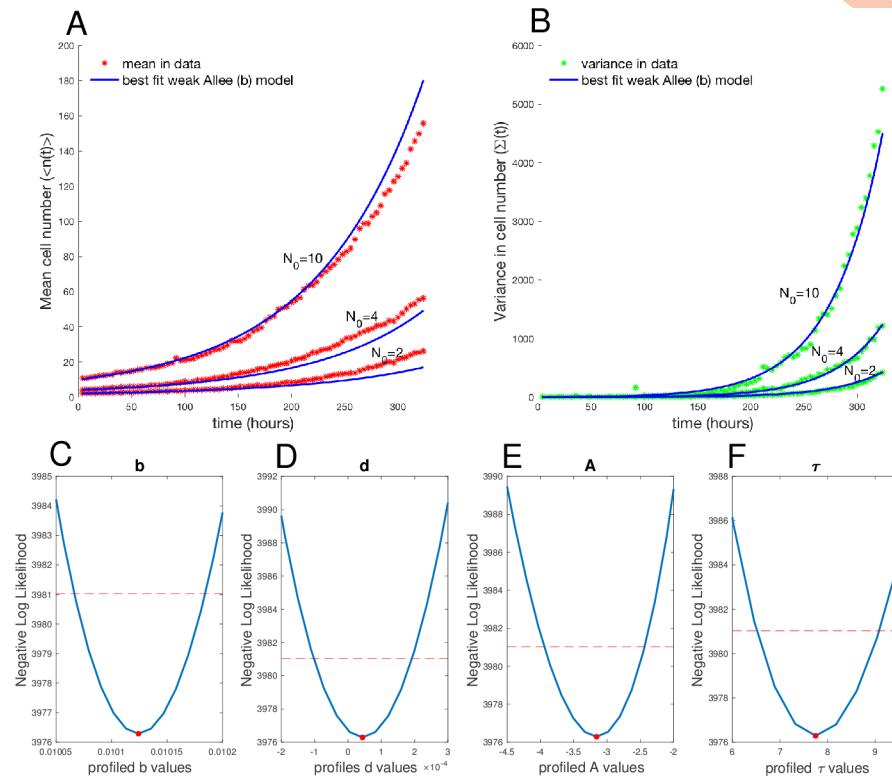 A
200
180
160
140
120
100
80
60
40
20
0
0
50
100
150
200
250
300
Mean cell number (<n(t)>)
time (hours)
mean in data
best fit weak Allee (b) model
N0=10
N0=4
N0=2
B
6000
5000
4000
3000
2000
1000
0
0
50
100
150
200
250
300
Variance in cell number (Σ(t))
time (hours)
variance in data
best fit weak Allee (b) model
N0=10
N0=4
N0=2
C
b
3985
3984
3983
3982
3981
3980
3979
3978
3977
3976
0.01005
0.0101
0.01015
0.0102
Negative Log Likelihood
profiled b values
D
d
3992
3990
3988
3986
3984
3982
3980
3978
3976
-2
-1
0
1
2
3
×10-4
Negative Log Likelihood
profiled d values
E
A
3990
3988
3986
3984
3982
3980
3978
3976
-4.5
-4
-3.5
-3
-2.5
-2
Negative Log Likelihood
profiled A values
F
τ
3988
3986
3984
3982
3980
3978
3976
6
7
8
9
Negative Log Likelihood
profiled τ values